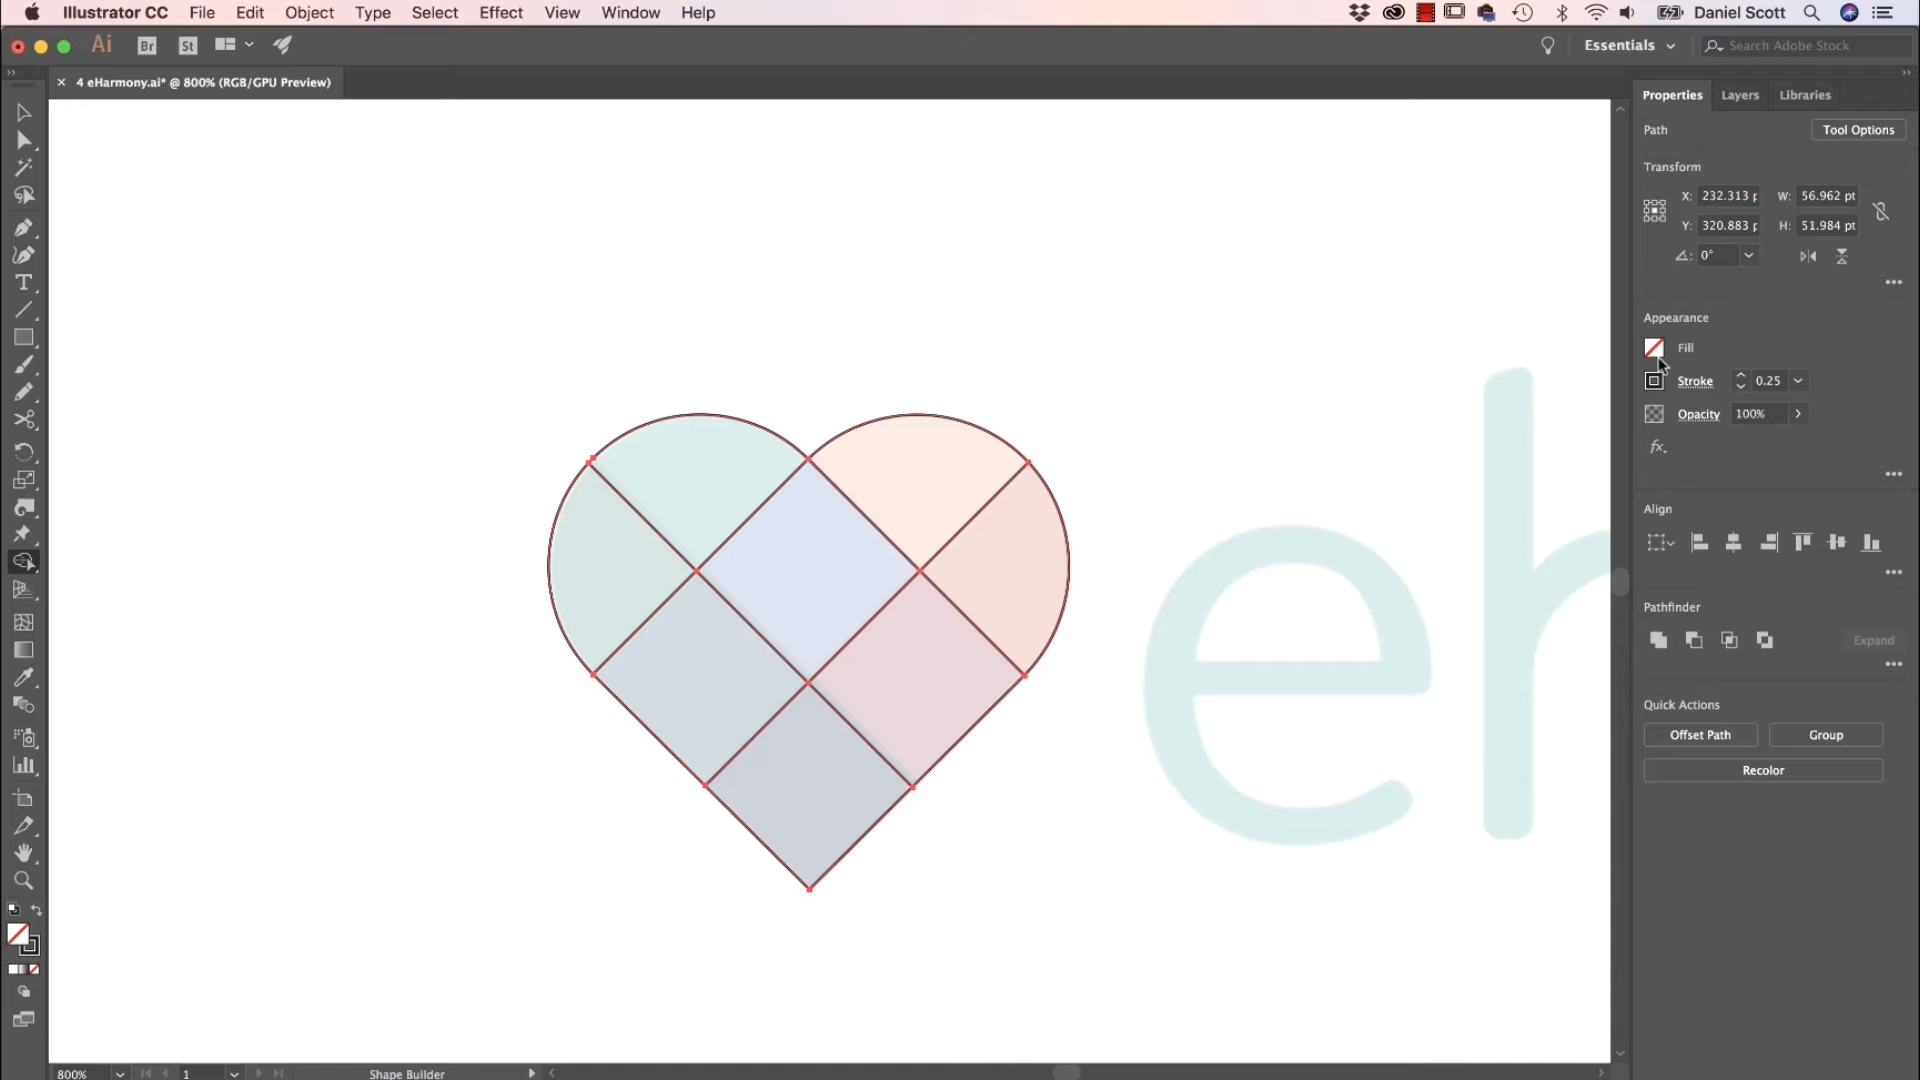 Illustrator CC File Edit Object Type Select Effect View Window Help Daniel Scott
Ai Br St Essentials Search Adobe Stock
4 eHarmony.ai* @ 800% (RGB/GPU Preview)
Properties Layers Libraries
Path Tool Options
Transform
X: 232.313 p W: 56.962 pt
Y: 320.883 p H: 51.984 pt
0°
Appearance
Fill
Stroke 0.25
Opacity 100%
fx.
Align
Pathfinder
Expand
Quick Actions
Offset Path Group
Recolor
eh
800% 1 Shape Builder